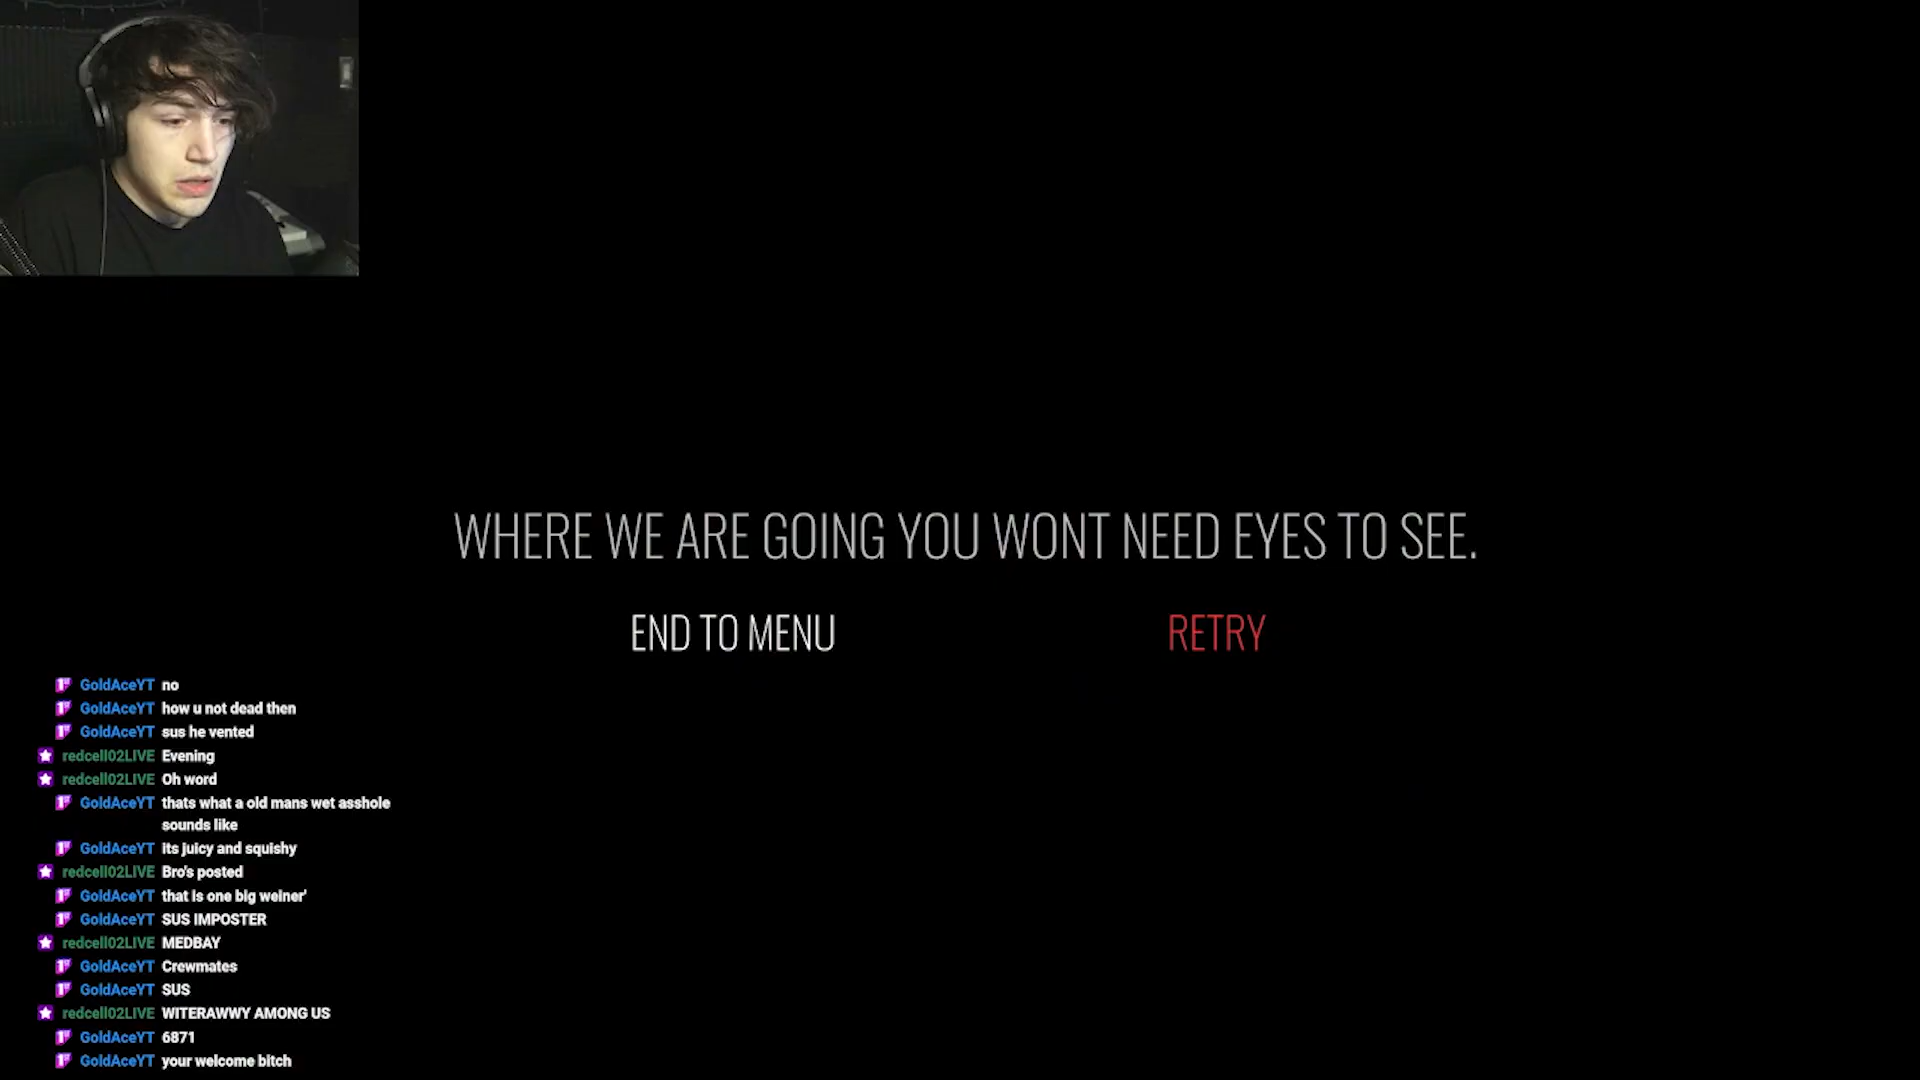 WHERE WE ARE GOING YOU WONT NEED EYES TO SEE.
END TO MENU RETRY
GoldAceYT no
GoldAceYT how u not dead then
GoldAceYT sus he vented
redcell02LIVE Evening
redcell02LIVE Oh word
GoldAceYT thats what a old mans wet asshole
sounds like
GoldAceYT its juicy and squishy
redcell02LIVE Bro's posted
GoldAceYT that is one big weiner'
GoldAceYT SUS IMPOSTER
redcell02LIVE MEDBAY
GoldAceYT Crewmates
GoldAceYT SUS
redcell02LIVE WITERAWWY AMONG US
GoldAceYT 6871
GoldAceYT your welcome bitch